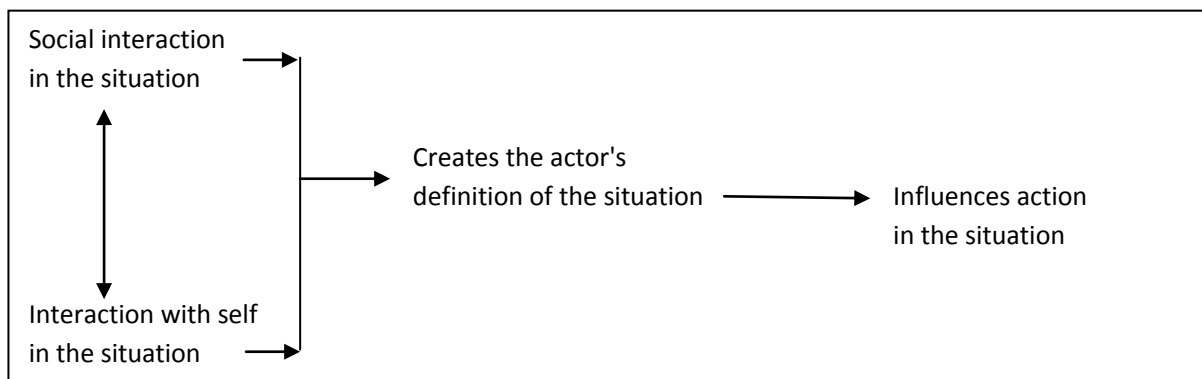 Social interaction
in the situation
Creates the actor's
definition of the situation
Influences action
in the situation
Interaction with self
in the situation